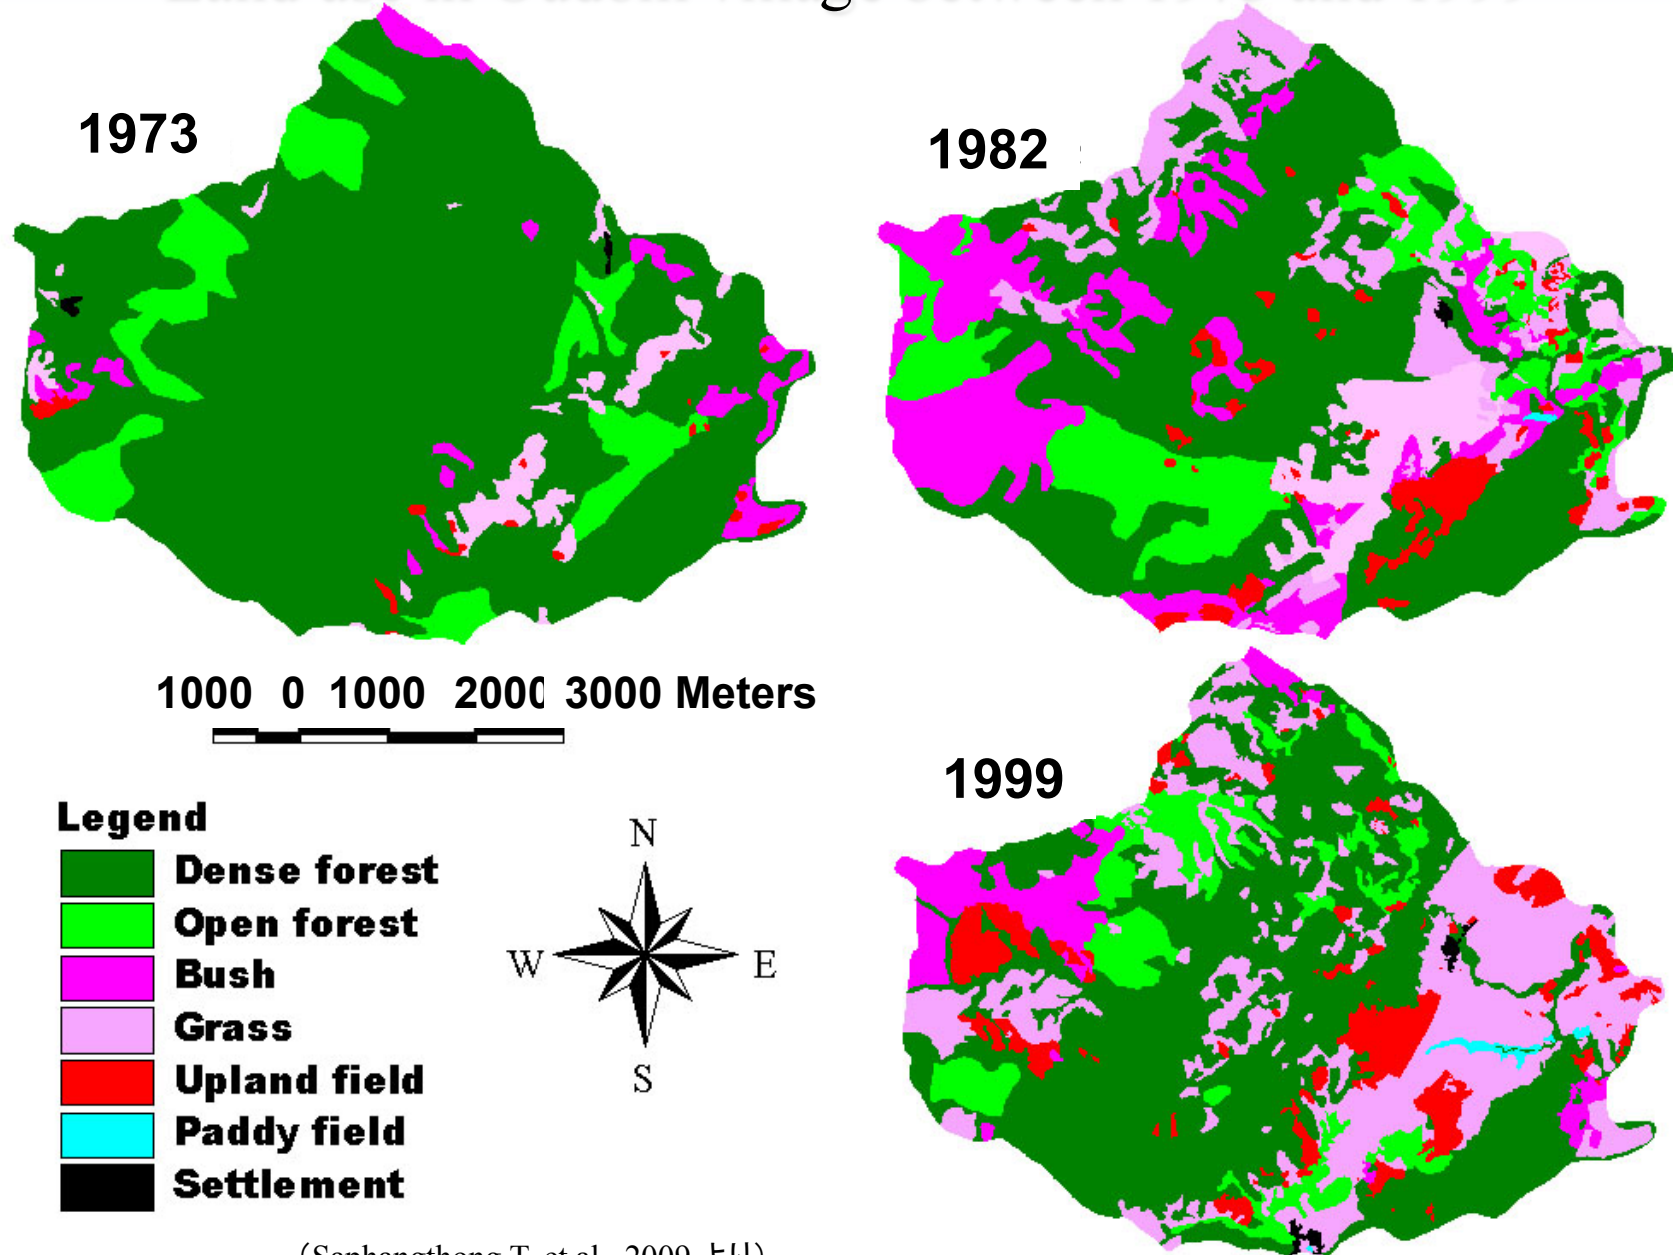 1973
1982
1000 0 1000 2000 3000 Meters
1999
Legend
Dense forest
Open forest
Bush
Grass
Upland field
Paddy field
Settlement
N
W
E
S